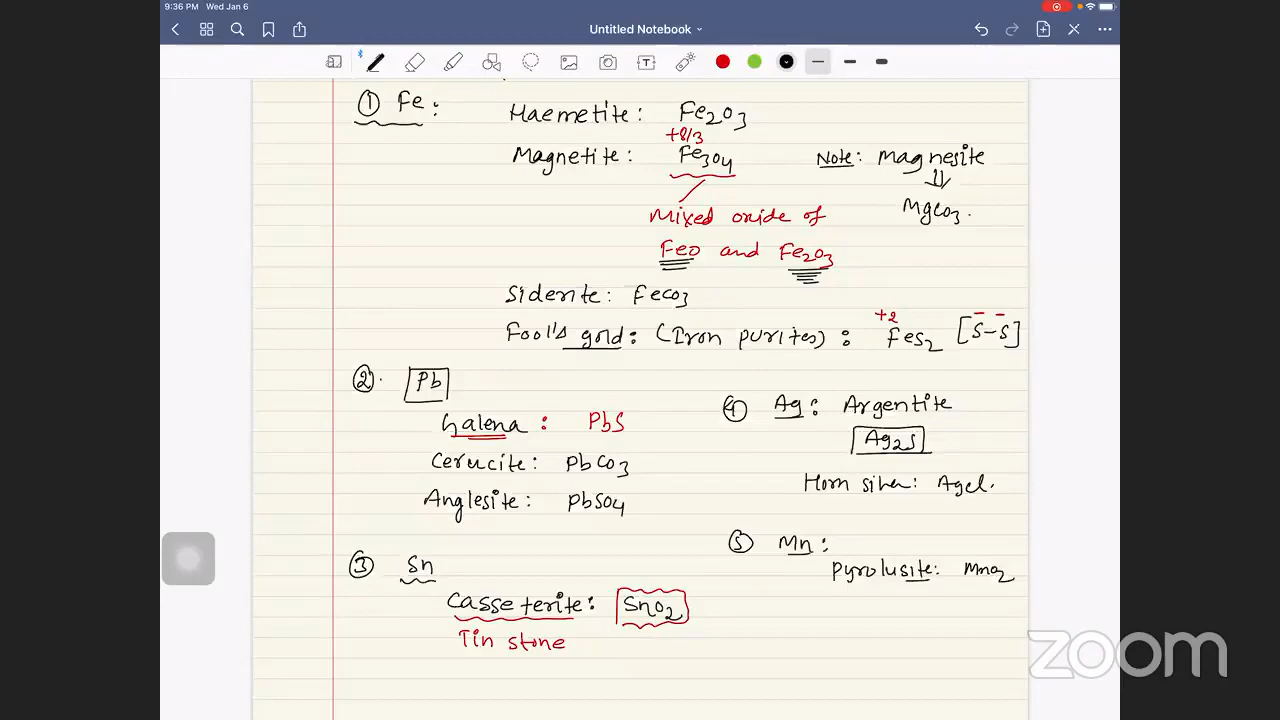 9:36 PM Wed Jan 6
Untitled Notebook
① Fe:
Haemetite: Fe2O3
+8/3
Magnetite: Fe3O4
Note: Magnesite
⇓
MgCO3.
Mixed oxide of
FeO and Fe2O3
Siderite: FeCO3
+2
Fool's gold: (Iron purites): FeS2 [S⁻-S⁻]
② Pb
Galena: PbS
Cerucite: PbCO3
Anglesite: PbSO4
③ Sn
Casseterite: SnO2
Tin stone
④ Ag: Argentite
Ag2S
Horn silver: AgCl.
⑤ Mn:
Pyrolusite: MnO2
zoom